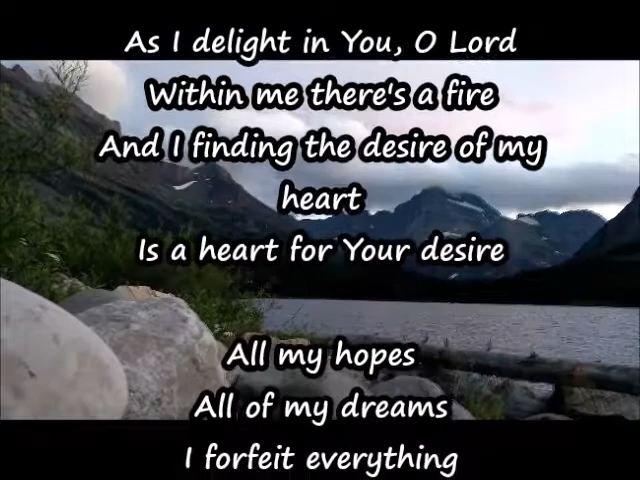 As I delight in You, O Lord
Within me there's a fire
And I finding the desire of my
heart
Is a heart for Your desire
All my hopes
All of my dreams
I forfeit everything